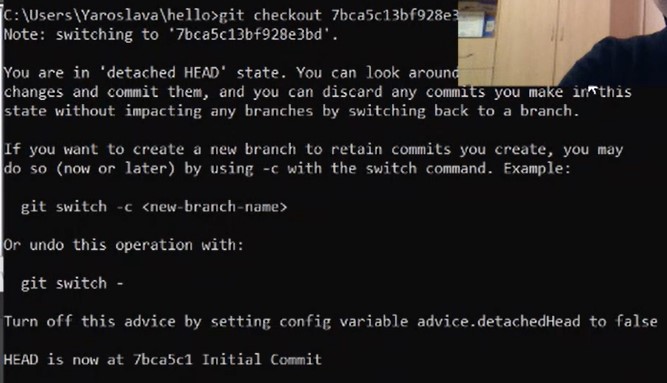 C:\Users\Yaroslava\hello>git checkout 7bca5c13bf928e3
Note: switching to '7bca5c13bf928e3bd'.
You are in 'detached HEAD' state. You can look around
changes and commit them, and you can discard any commits you make in this
state without impacting any branches by switching back to a branch.
If you want to create a new branch to retain commits you create, you may
do so (now or later) by using -c with the switch command. Example:
git switch -c <new-branch-name>
Or undo this operation with:
git switch -
Turn off this advice by setting config variable advice.detachedHead to false
HEAD is now at 7bca5c1 Initial Commit